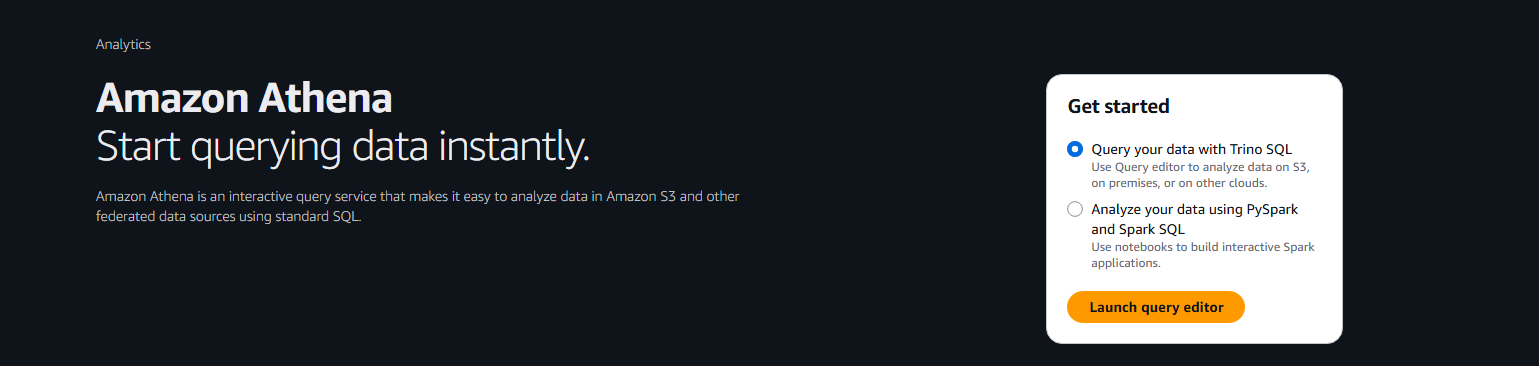 Analytics
Amazon Athena
Start querying data instantly.
Amazon Athena is an interactive query service that makes it easy to analyze data in Amazon S3 and other
federated data sources using standard SQL.
Get started
Query your data with Trino SQL
Use Query editor to analyze data on S3,
on premises, or on other clouds.
Analyze your data using PySpark
and Spark SQL
Use notebooks to build interactive Spark
applications.
Launch query editor